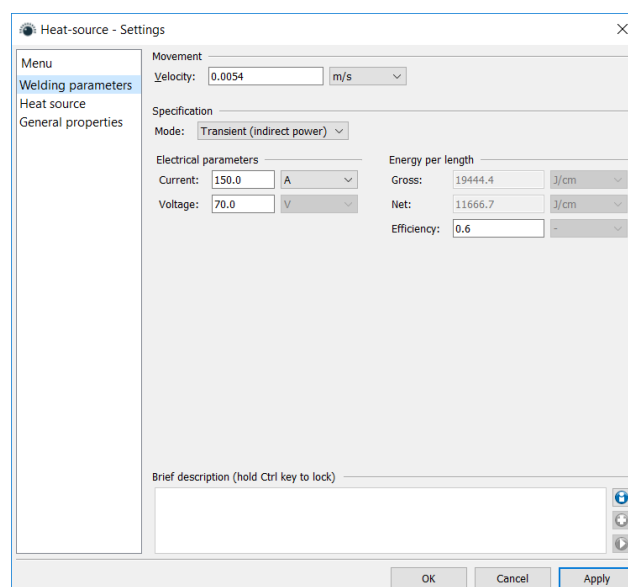 Heat-source - Settings
Menu
Welding parameters
Heat source
General properties
Movement
Velocity: 0.0054 m/s
Specification
Mode: Transient (indirect power)
Electrical parameters
Current: 150.0 A
Voltage: 70.0 V
Energy per length
Gross: 19444.4 J/cm
Net: 11666.7 J/cm
Efficiency: 0.6 -
Brief description (hold Ctrl key to lock)
OK Cancel Apply